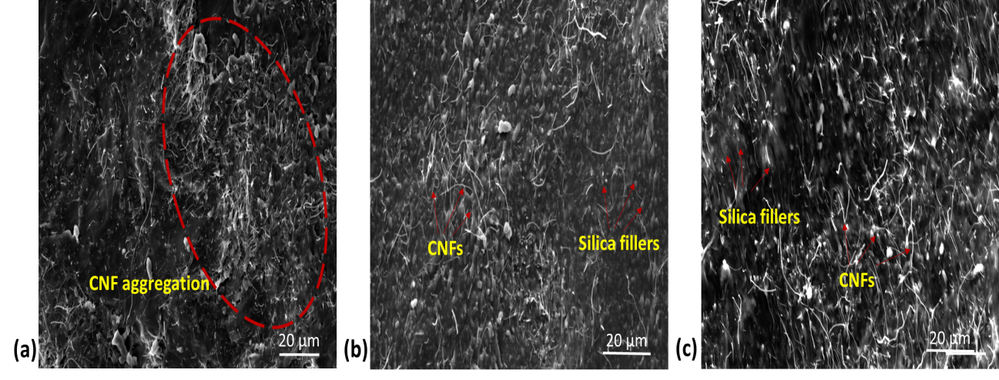 CNF aggregation
20 µm
(a)
CNFs
Silica fillers
20 µm
(b)
Silica fillers
CNFs
20 µm
(c)